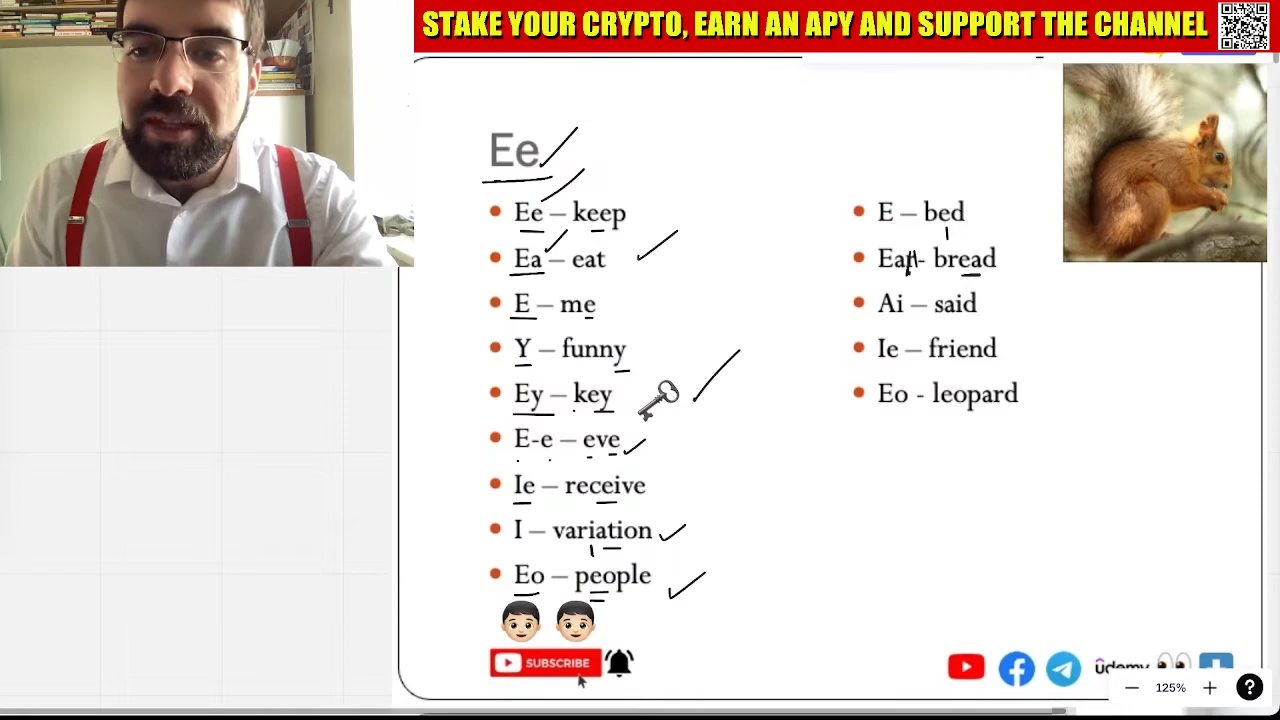 STAKE YOUR CRYPTO, EARN AN APY AND SUPPORT THE CHANNEL
Ee
Ee – keep
Ea – eat
E – me
Y – funny
Ey – key
E-e – eve
Ie – receive
I – variation
Eo – people
E – bed
Ea - bread
Ai – said
Ie – friend
Eo - leopard
SUBSCRIBE
udemy
125%